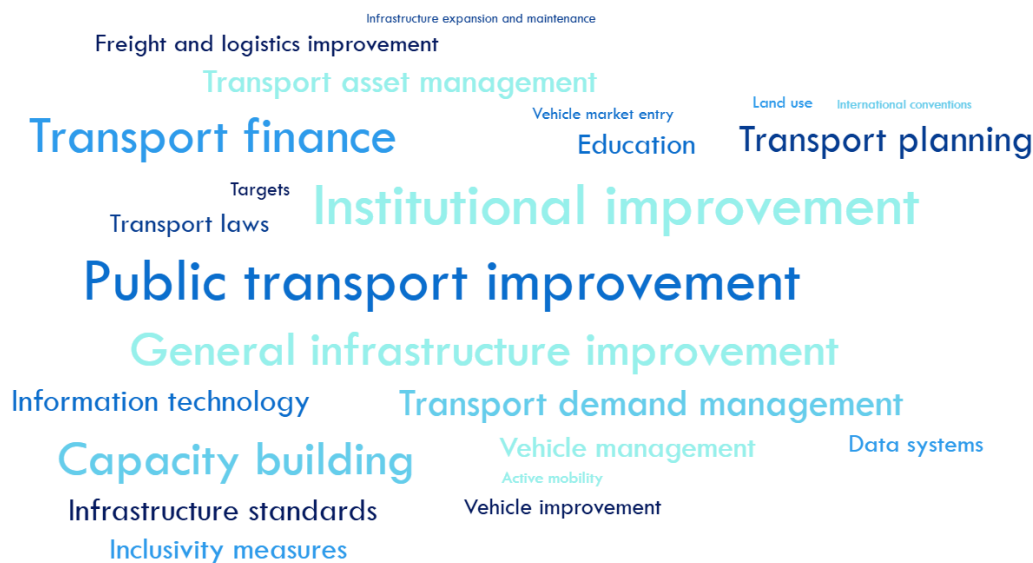 Infrastructure expansion and maintenance
Freight and logistics improvement
Transport asset management
Transport finance
Vehicle market entry
Land use
International conventions
Education
Transport planning
Targets
Institutional improvement
Transport laws
Public transport improvement
General infrastructure improvement
Information technology
Transport demand management
Capacity building
Vehicle management
Data systems
Active mobility
Infrastructure standards
Vehicle improvement
Inclusivity measures